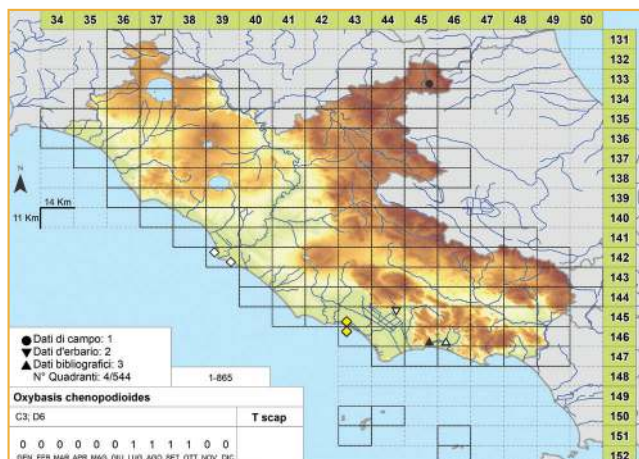 34 35 36 37 38 39 40 41 42 43 44 45 46 47 48 49 50
131
132
133
134
135
136
137
138
139
140
141
142
143
144
145
146
147
148
149
150
151
152
N
14 Km
11 Km
Dati di campo: 1
Dati d'erbario: 2
Dati bibliografici: 3
N° Quadranti: 4/544
1-865
Oxybasis chenopodioides
C3; D6
T scap
0 0 0 0 0 0 1 1 1 1 0 0
GEN FEB MAR APR MAG GIU LUG AGO SET OTT NOV DIC